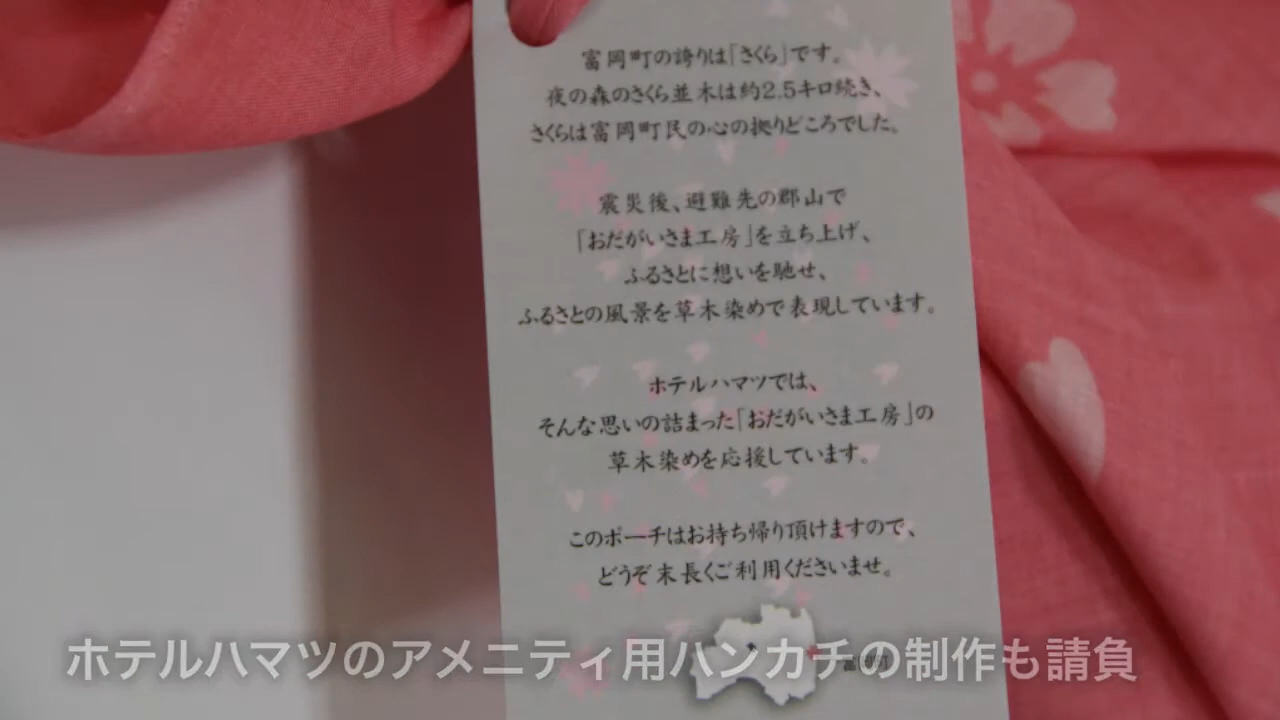 富岡町の誇りは「さくら」です。
夜の森のさくら並木は約2.5キロ続き、
さくらは富岡町民の心の拠りどころでした。
震災後、避難先の郡山で
「おだがいさま工房」を立ち上げ、
ふるさとに想いを馳せ、
ふるさとの風景を草木染めで表現しています。
ホテルハマツでは、
そんな思いの詰まった「おだがいさま工房」の
草木染めを応援しています。
このポーチはお持ち帰り頂けますので、
どうぞ末長くご利用くださいませ。
ホテルハマツのアメニティ用ハンカチの制作も請負